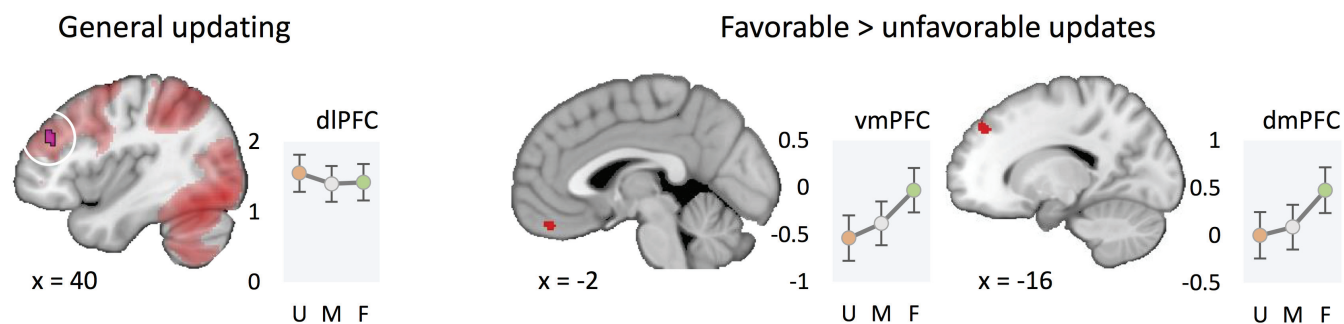 General updating
Favorable > unfavorable updates
dlPFC
2
1
0
x = 40
U M F
vmPFC
0.5
0
-0.5
-1
x = -2
U M F
dmPFC
1
0.5
0
-0.5
x = -16
U M F